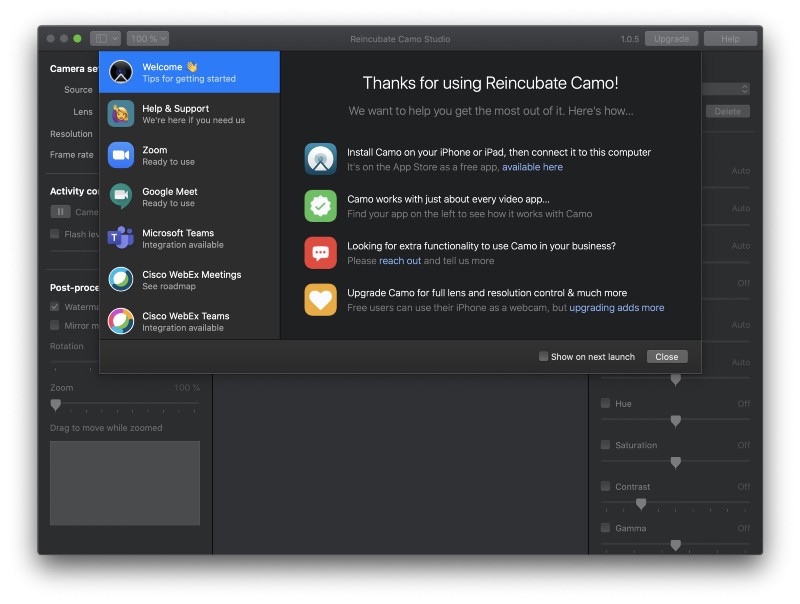 100 %
Reincubate Camo Studio
1.0.5
Upgrade
Help
Camera se
Source
Lens
Resolution
Frame rate
Activity co
Came
Flash le
Post-proce
Waterma
Mirror m
Rotation
Zoom
100 %
Drag to move while zoomed
Welcome 👋
Tips for getting started
Help & Support
We're here if you need us
Zoom
Ready to use
Google Meet
Ready to use
Microsoft Teams
Integration available
Cisco WebEx Meetings
See roadmap
Cisco WebEx Teams
Integration available
Thanks for using Reincubate Camo!
We want to help you get the most out of it. Here's how...
Install Camo on your iPhone or iPad, then connect it to this computer
It's on the App Store as a free app, available here
Camo works with just about every video app...
Find your app on the left to see how it works with Camo
Looking for extra functionality to use Camo in your business?
Please reach out and tell us more
Upgrade Camo for full lens and resolution control & much more
Free users can use their iPhone as a webcam, but upgrading adds more
Show on next launch
Close
Delete
Auto
Auto
Auto
Off
Auto
Auto
Hue
Off
Saturation
Off
Contrast
Off
Gamma
Off